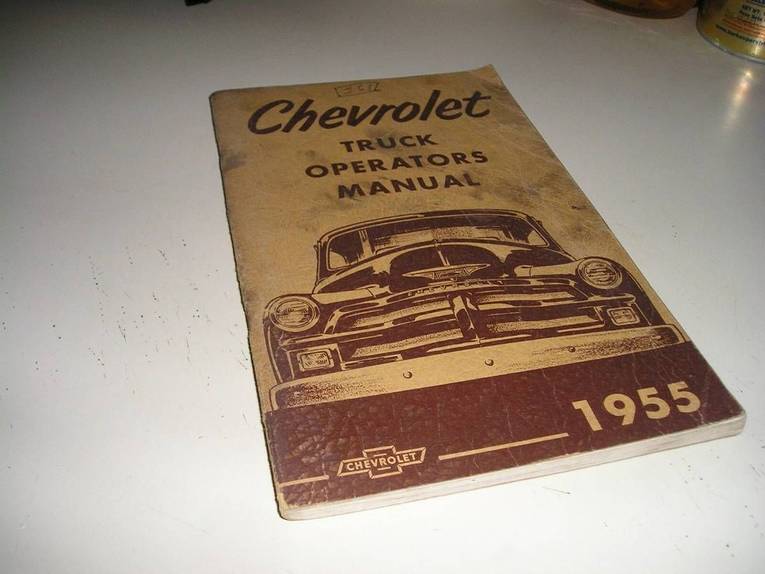 Chevrolet
TRUCK
OPERATORS
MANUAL
CHEVROLET
1955